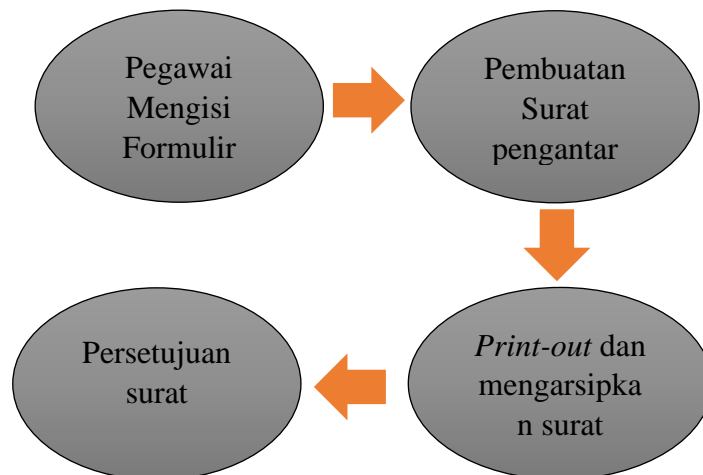 Pegawai
Mengisi
Formulir
Pembuatan
Surat
pengantar
Print-out dan
mengarsipka
n surat
Persetujuan
surat